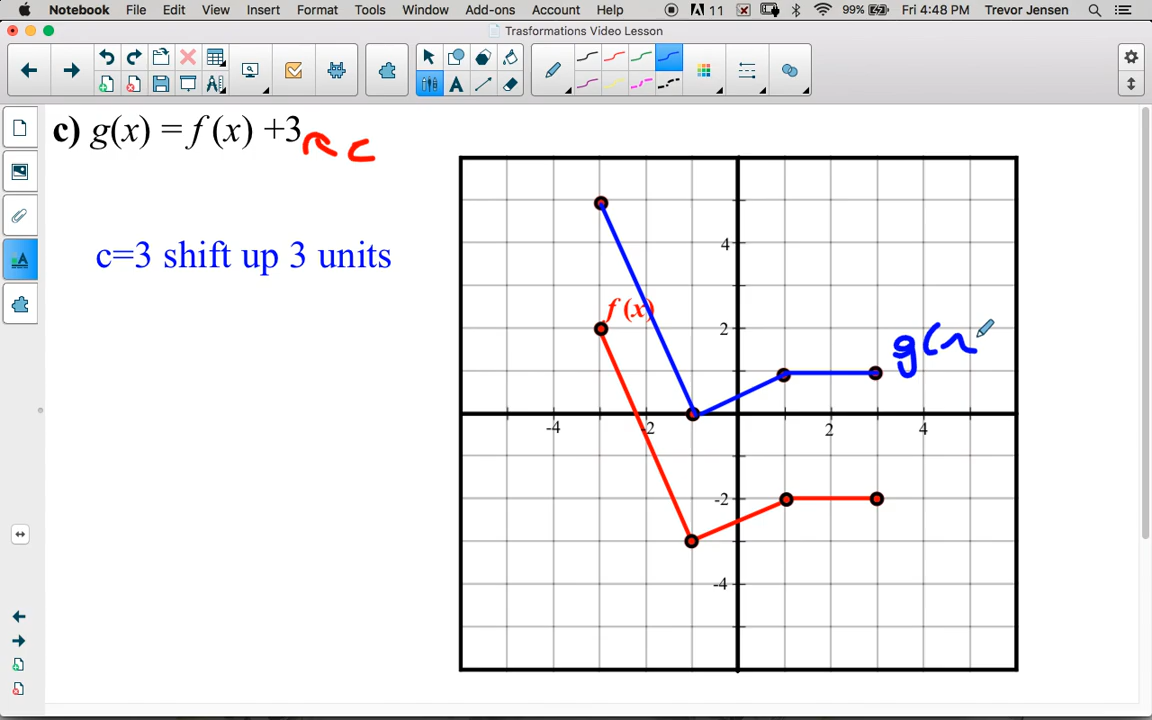 Notebook File Edit View Insert Format Tools Window Add-ons Account Help 11 99% Fri 4:48 PM Trevor Jensen
Trasformations Video Lesson
c) g(x) = f(x) +3
c
c=3 shift up 3 units
4
f(x)
2
g(x
-4 -2 2 4
-2
-4